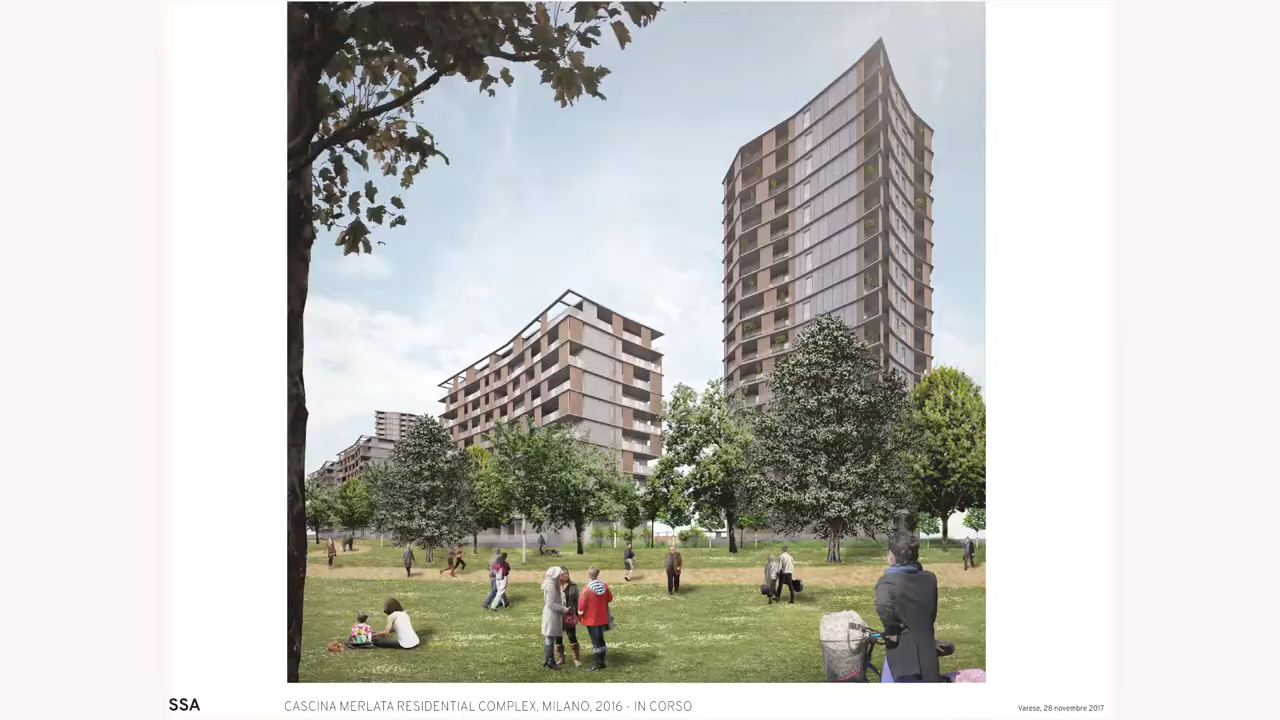 SSA
CASCINA MERLATA RESIDENTIAL COMPLEX, MILANO, 2016 - IN CORSO
Varese, 28 novembre 2017